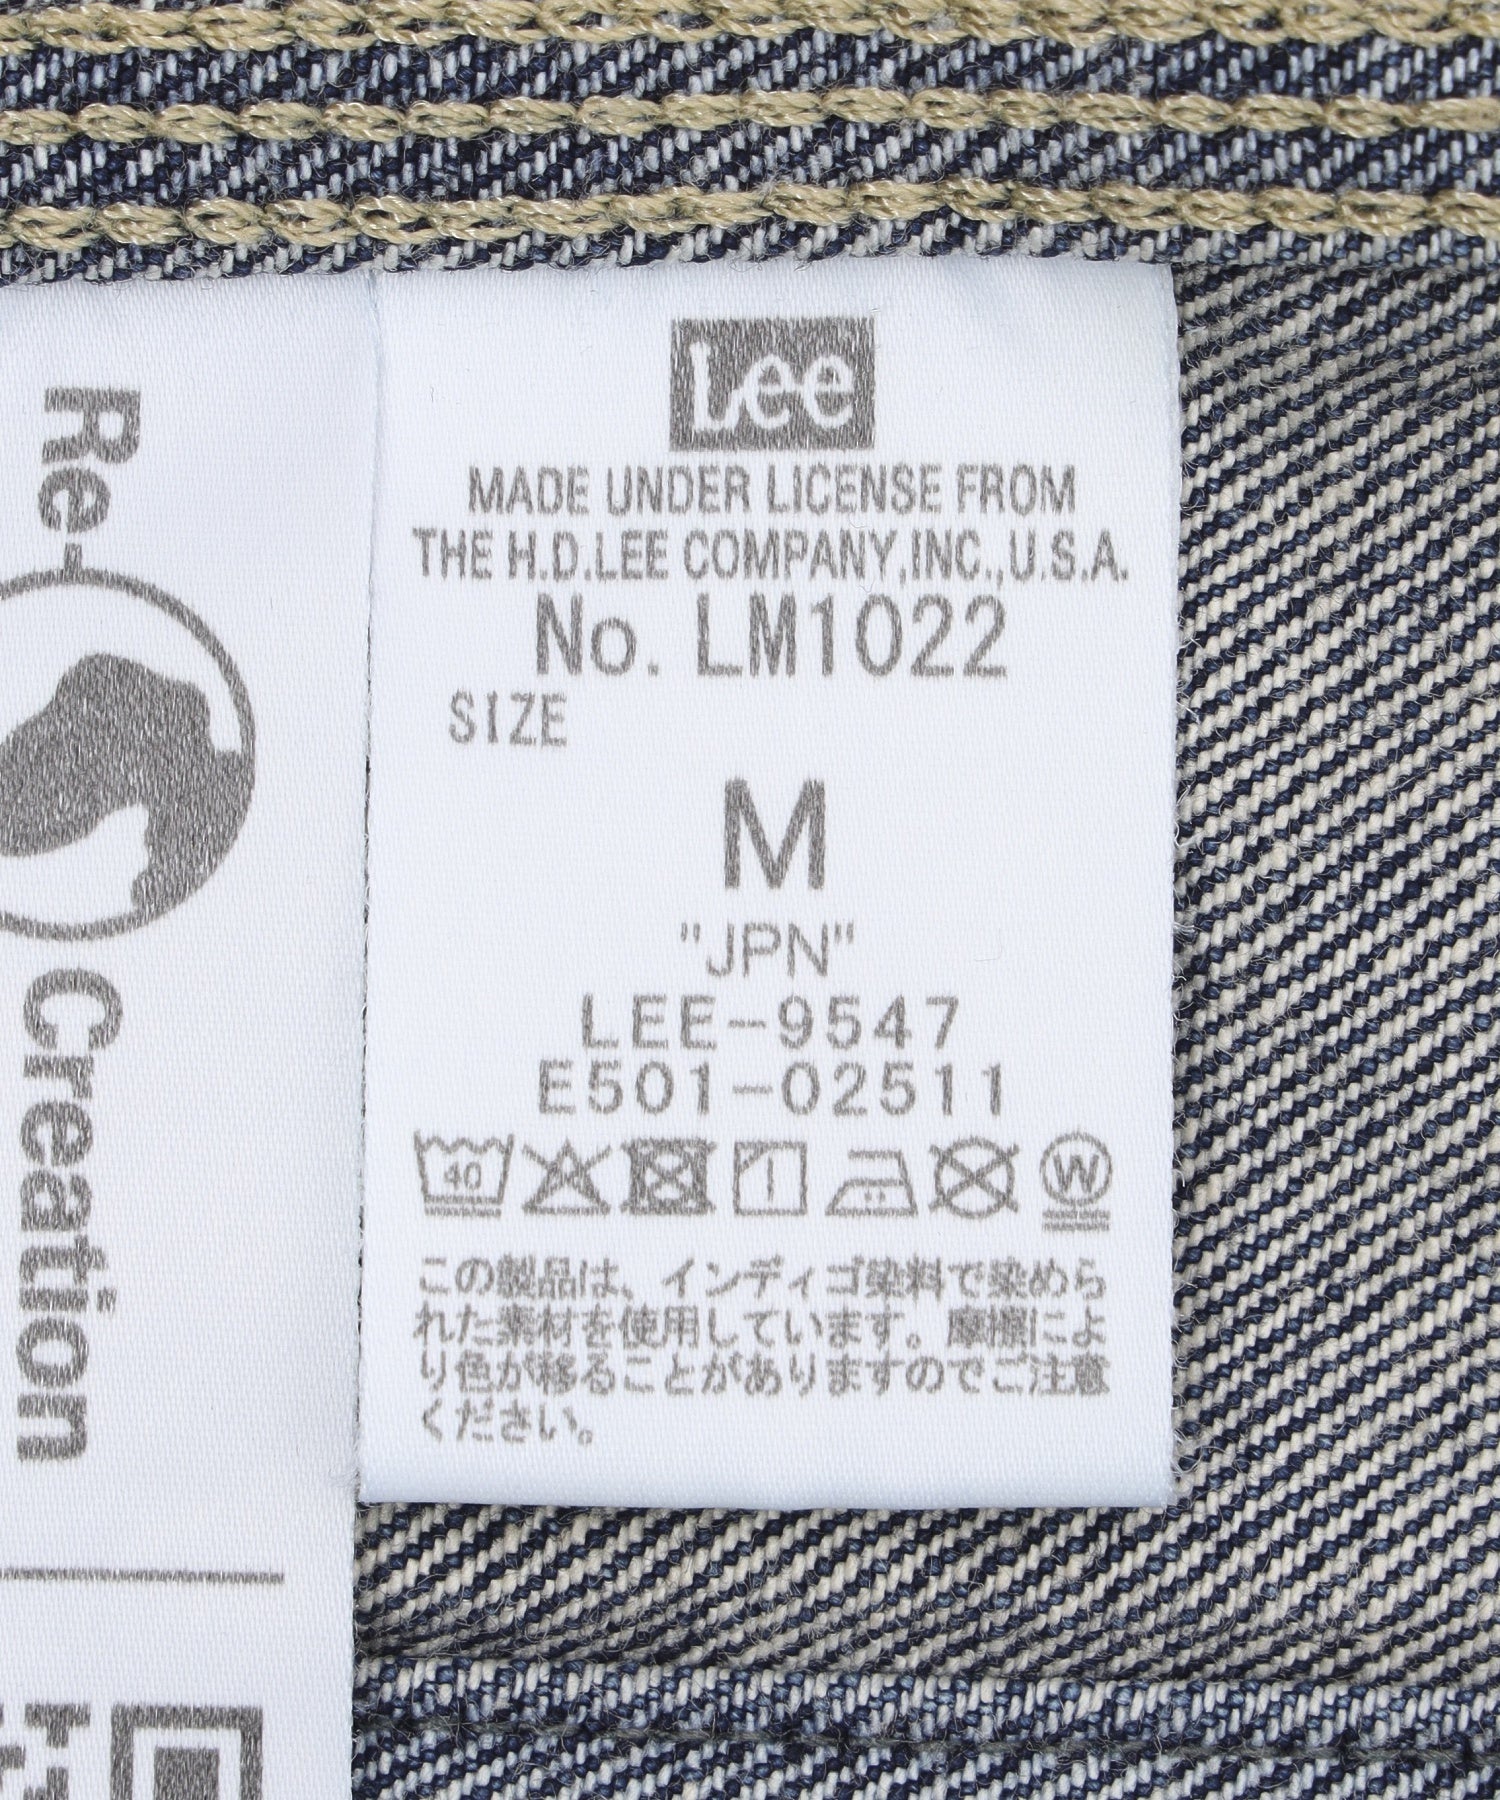 Re-
Creation
Lee
MADE UNDER LICENSE FROM
THE H.D.LEE COMPANY,INC.,U.S.A.
No. LM1022
SIZE
M
"JPN"
LEE-9547
E501-02511
40
W
この製品は、インディゴ染料で染めら
れた素材を使用しています。摩擦によ
り色が移ることがありますのでご注意
ください。